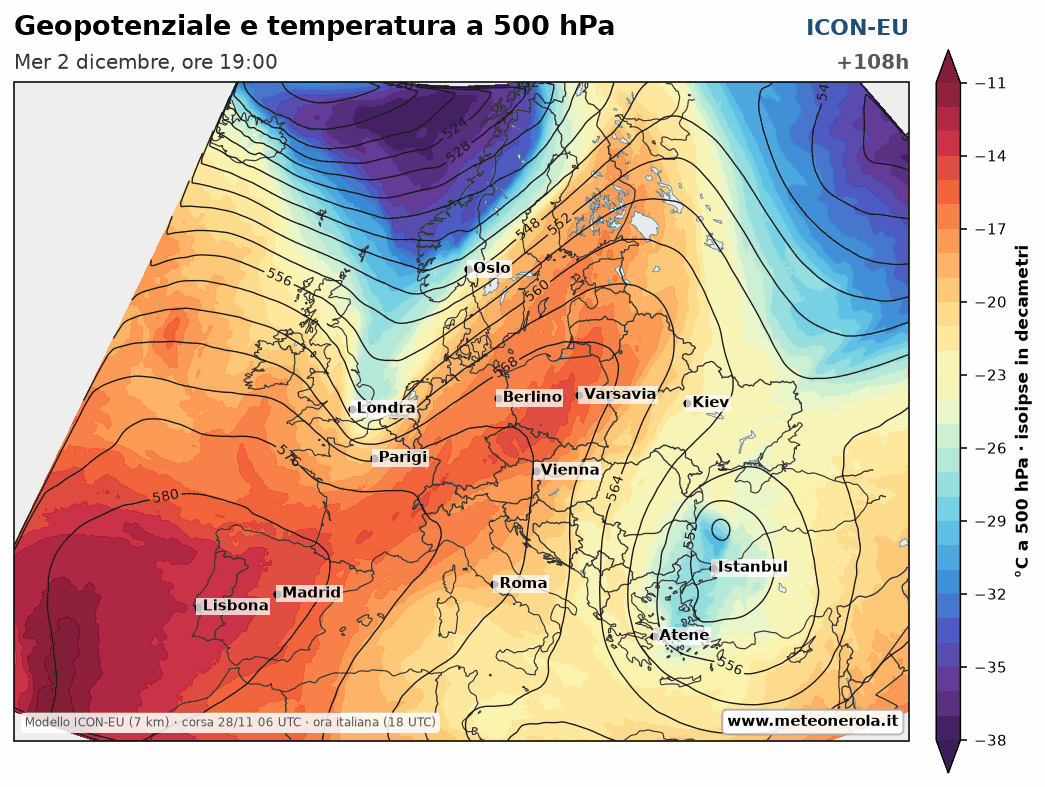 Geopotenziale e temperatura a 500 hPa
ICON-EU
Mer 2 dicembre, ore 19:00
+108h
524
528
548
552
556
560
568
576
580
564
552
556
Oslo
Londra
Berlino
Varsavia
Kiev
Parigi
Vienna
Istanbul
Roma
Madrid
Lisbona
Atene
−11
−14
−17
−20
−23
−26
−29
−32
−35
−38
°C a 500 hPa · isoipse in decametri
Modello ICON-EU (7 km) · corsa 28/11 06 UTC · ora italiana (18 UTC)
www.meteonerola.it